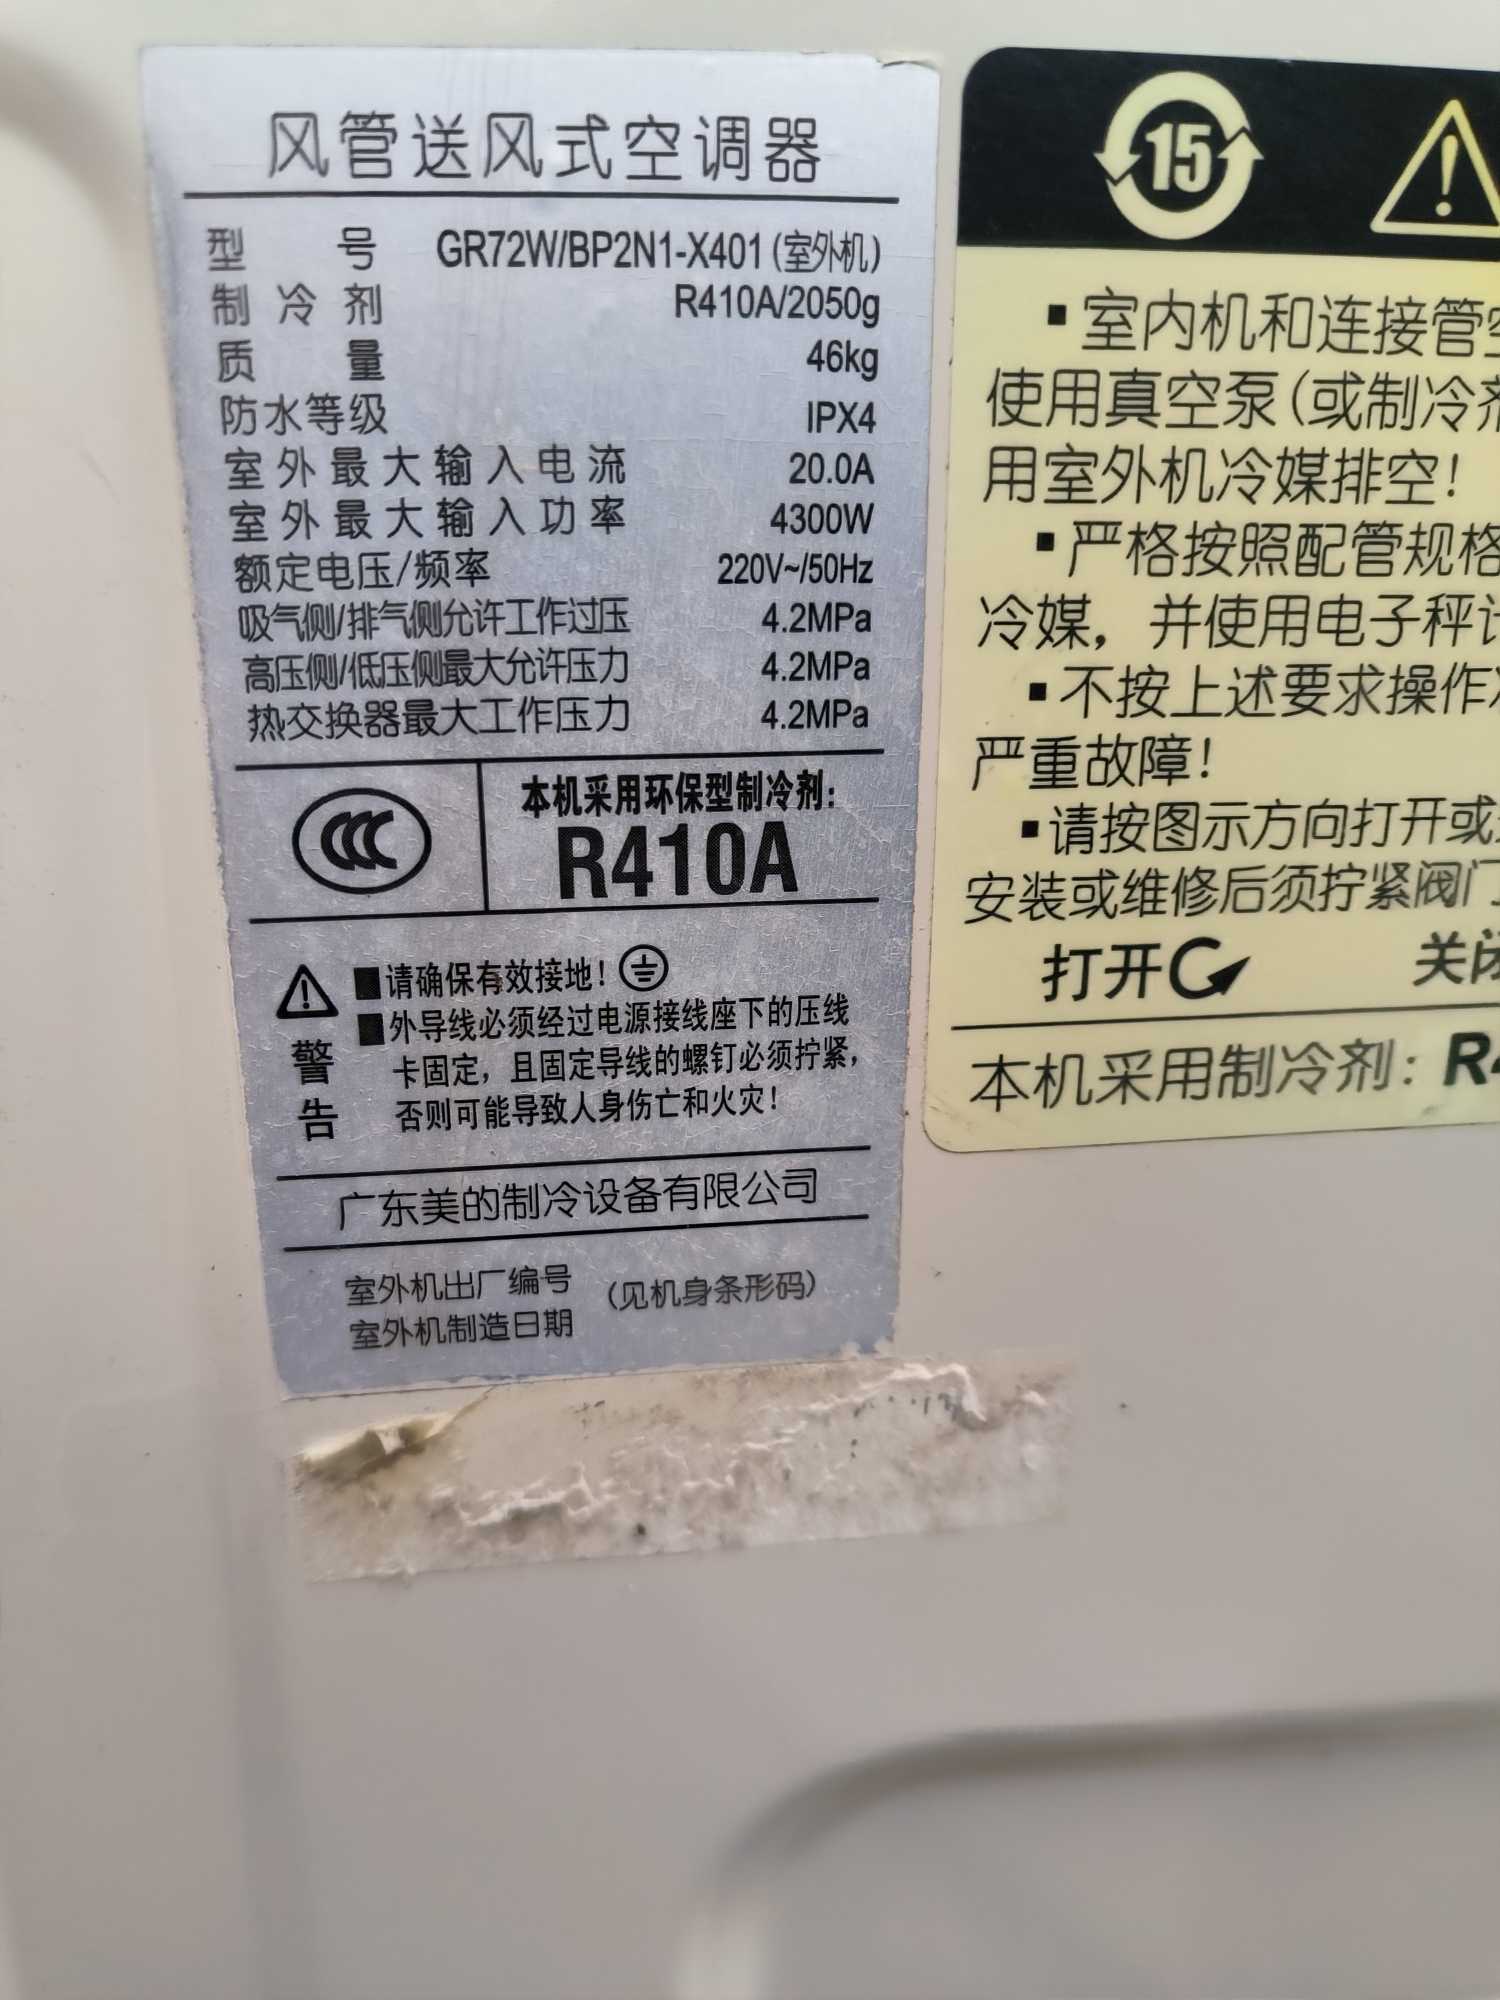 风管送风式空调器
型号 GR72W/BP2N1-X401(室外机)
制冷剂 R410A/2050g
质量 46kg
防水等级 IPX4
室外最大输入电流 20.0A
室外最大输入功率 4300W
额定电压/频率 220V~/50Hz
吸气侧/排气侧允许工作过压 4.2MPa
高压侧/低压侧最大允许压力 4.2MPa
热交换器最大工作压力 4.2MPa
CCC
本机采用环保型制冷剂:
R410A
警告
■请确保有效接地!
■外导线必须经过电源接线座下的压线
卡固定，且固定导线的螺钉必须拧紧，
否则可能导致人身伤亡和火灾!
广东美的制冷设备有限公司
室外机出厂编号
室外机制造日期
(见机身条形码)
15
▪室内机和连接管空
使用真空泵(或制冷剂
用室外机冷媒排空!
▪严格按照配管规格
冷媒，并使用电子秤计
▪不按上述要求操作
严重故障!
▪请按图示方向打开或
安装或维修后须拧紧阀门
打开 关闭
本机采用制冷剂: R4